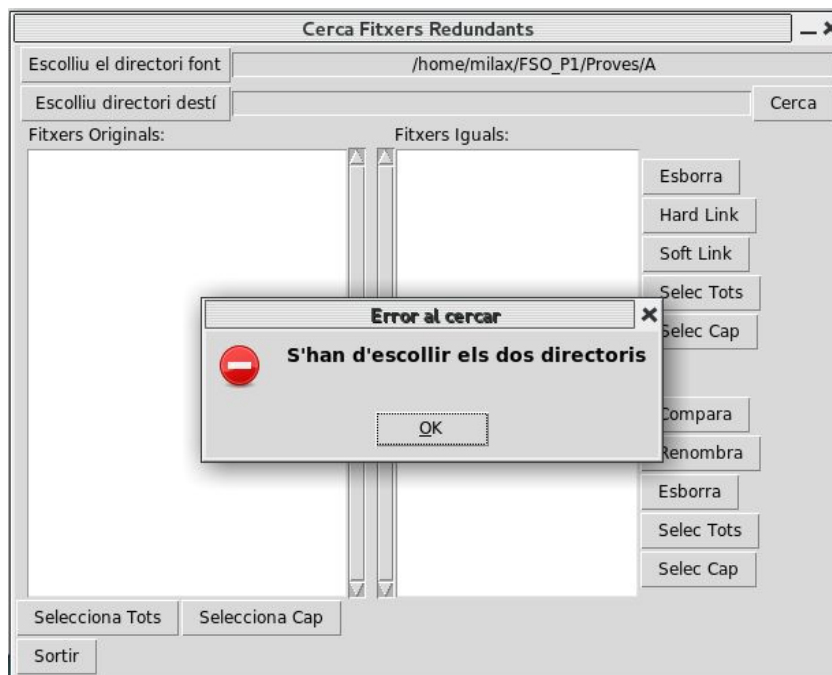 Cerca Fitxers Redundants
Escolliu el directori font
/home/milax/FSO_P1/Proves/A
Escolliu directori destí
Cerca
Fitxers Originals:
Fitxers Iguals:
Esborra
Hard Link
Soft Link
Selec Tots
Selec Cap
Error al cercar
S'han d'escollir els dos directoris
OK
Compara
Renombra
Esborra
Selec Tots
Selec Cap
Selecciona Tots
Selecciona Cap
Sortir